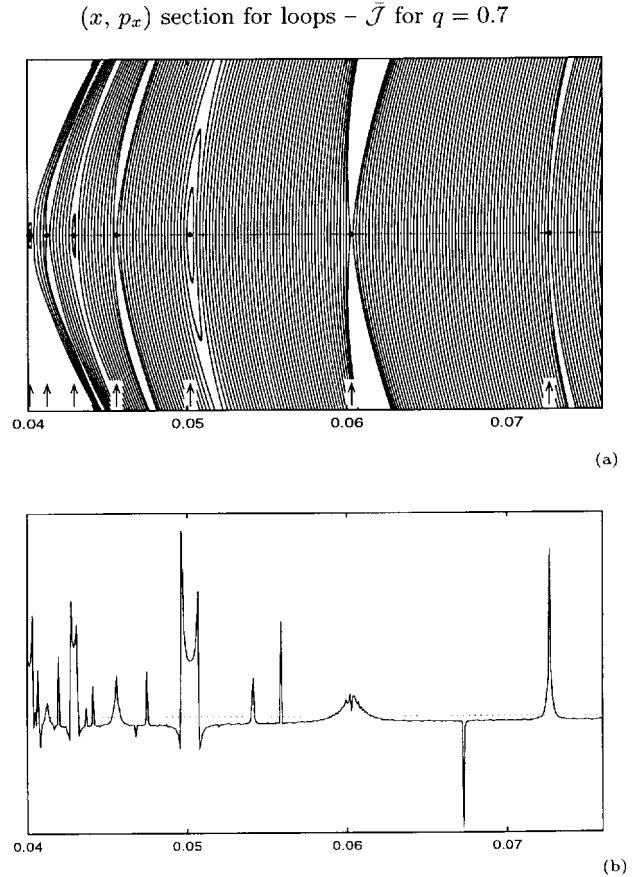 (x, pₓ) section for loops – 𝒥̄ for q = 0.7
0.04 0.05 0.06 0.07
(a)
0.04 0.05 0.06 0.07
(b)